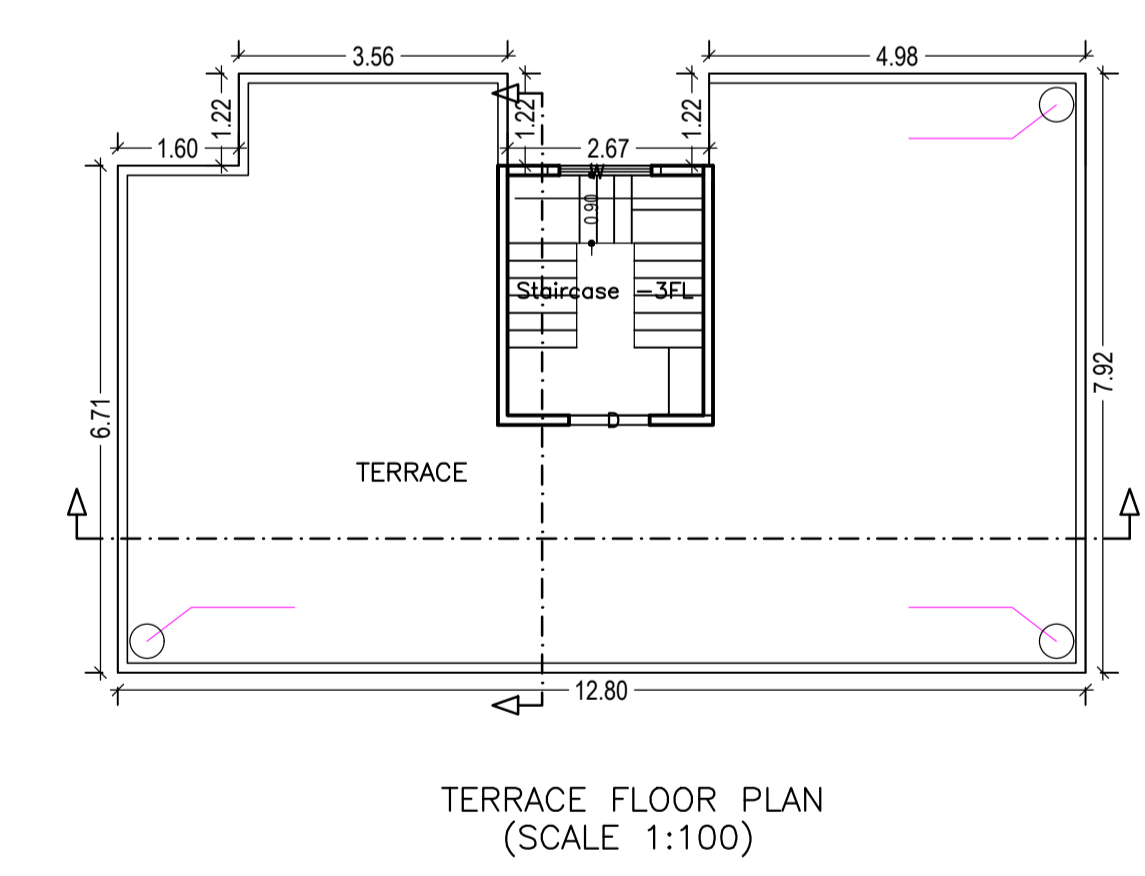 3.56
4.98
1.22
1.22
1.22
1.60
2.67
W
0.90
Staircase -3FL
7.92
6.71
D
TERRACE
12.80
TERRACE FLOOR PLAN
(SCALE 1:100)